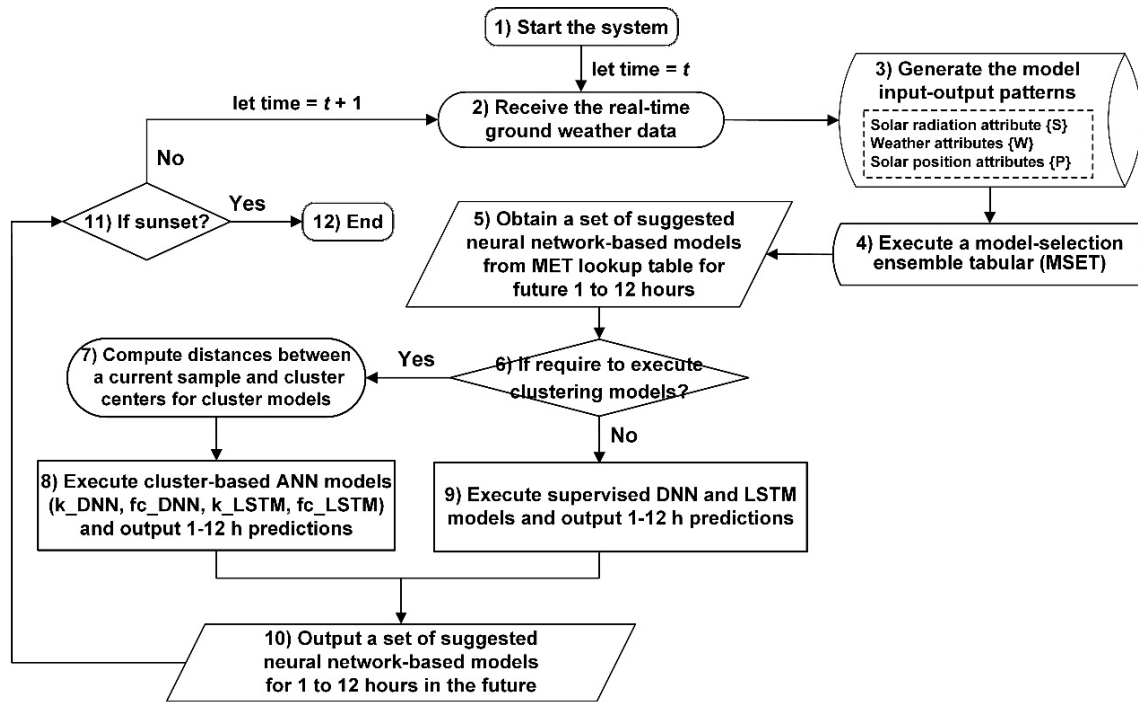 1) Start the system
let time = t
let time = t + 1
2) Receive the real-time
ground weather data
3) Generate the model
input-output patterns
Solar radiation attribute {S}
Weather attributes {W}
Solar position attributes {P}
No
11) If sunset?
Yes
12) End
5) Obtain a set of suggested
neural network-based models
from MET lookup table for
future 1 to 12 hours
4) Execute a model-selection
ensemble tabular (MSET)
7) Compute distances between
a current sample and cluster
centers for cluster models
Yes
6) If require to execute
clustering models?
No
8) Execute cluster-based ANN models
(k_DNN, fc_DNN, k_LSTM, fc_LSTM)
and output 1-12 h predictions
9) Execute supervised DNN and LSTM
models and output 1-12 h predictions
10) Output a set of suggested
neural network-based models
for 1 to 12 hours in the future